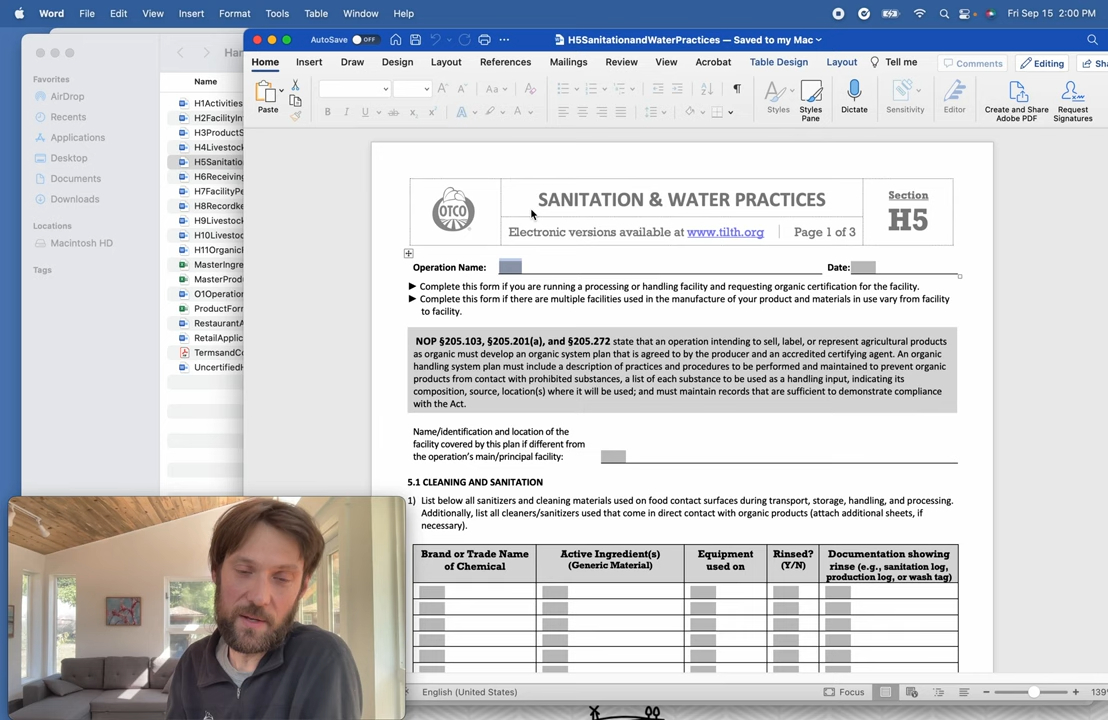 Word File Edit View Insert Format Tools Table Window Help Fri Sep 15 2:00 PM
AutoSave OFF H5SanitationandWaterPractices — Saved to my Mac
Home Insert Draw Design Layout References Mailings Review View Acrobat Table Design Layout Tell me Comments Editing
Paste
Styles
Styles Pane
Dictate
Sensitivity
Editor
Create and Share Adobe PDF
Request Signatures
Favorites
AirDrop
Recents
Applications
Desktop
Documents
Downloads
Locations
Macintosh HD
Tags
Name
H1Activities
H2FacilityIn
H3ProductS
H4Livestock
H5Sanitatio
H6Receiving
H7FacilityPe
H8Recordke
H9Livestock
H10Livestoc
H11Organic
MasterIngre
MasterProd
O1Operation
ProductForm
RestaurantA
RetailApplic
TermsandCo
UncertifiedH
OTCO
SANITATION & WATER PRACTICES
Electronic versions available at www.tilth.org Page 1 of 3
Section
H5
Operation Name: Date:
► Complete this form if you are running a processing or handling facility and requesting organic certification for the facility.
► Complete this form if there are multiple facilities used in the manufacture of your product and materials in use vary from facility
to facility.
NOP §205.103, §205.201(a), and §205.272 state that an operation intending to sell, label, or represent agricultural products
as organic must develop an organic system plan that is agreed to by the producer and an accredited certifying agent. An organic
handling system plan must include a description of practices and procedures to be performed and maintained to prevent organic
products from contact with prohibited substances, a list of each substance to be used as a handling input, indicating its
composition, source, location(s) where it will be used; and must maintain records that are sufficient to demonstrate compliance
with the Act.
Name/identification and location of the
facility covered by this plan if different from
the operation's main/principal facility:
5.1 CLEANING AND SANITATION
1) List below all sanitizers and cleaning materials used on food contact surfaces during transport, storage, handling, and processing.
Additionally, list all cleaners/sanitizers used that come in direct contact with organic products (attach additional sheets, if
necessary).
Brand or Trade Name
of Chemical
Active Ingredient(s)
(Generic Material)
Equipment
used on
Rinsed?
(Y/N)
Documentation showing
rinse (e.g., sanitation log,
production log, or wash tag)
English (United States) Focus 139